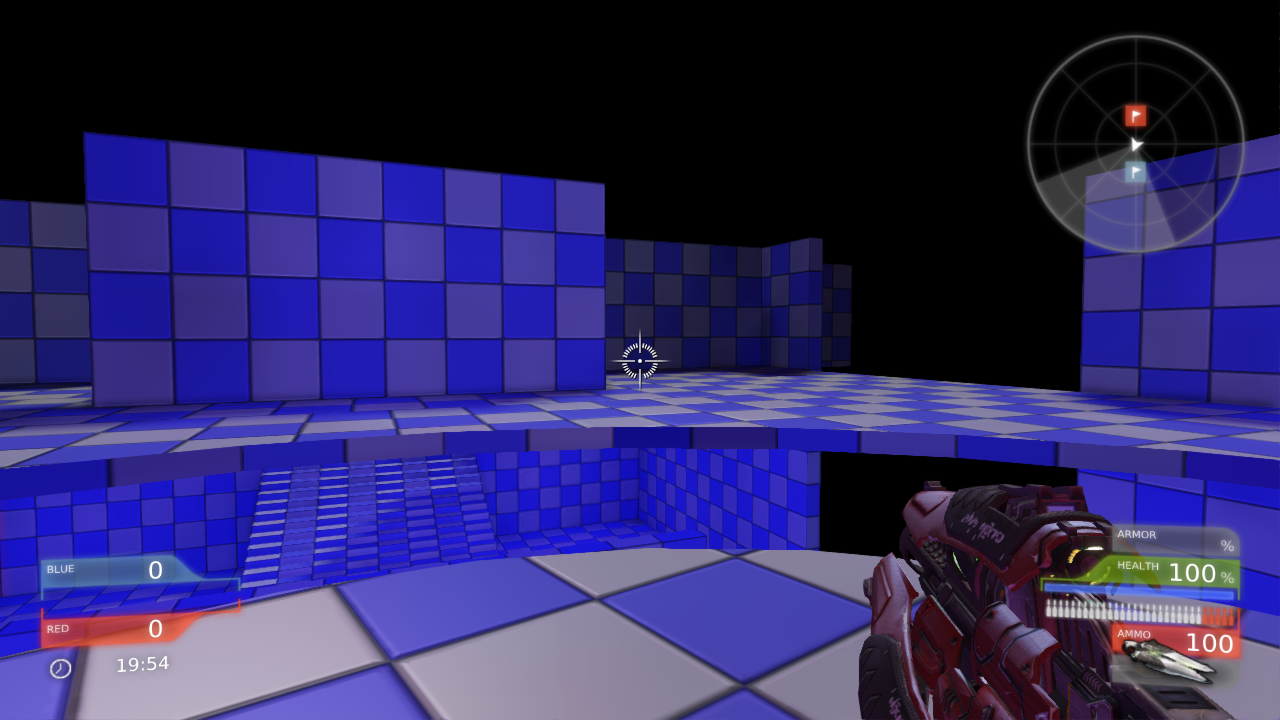 ARMOR
%
HEALTH 100 %
AMMO 100
BLUE 0
RED 0
19:54